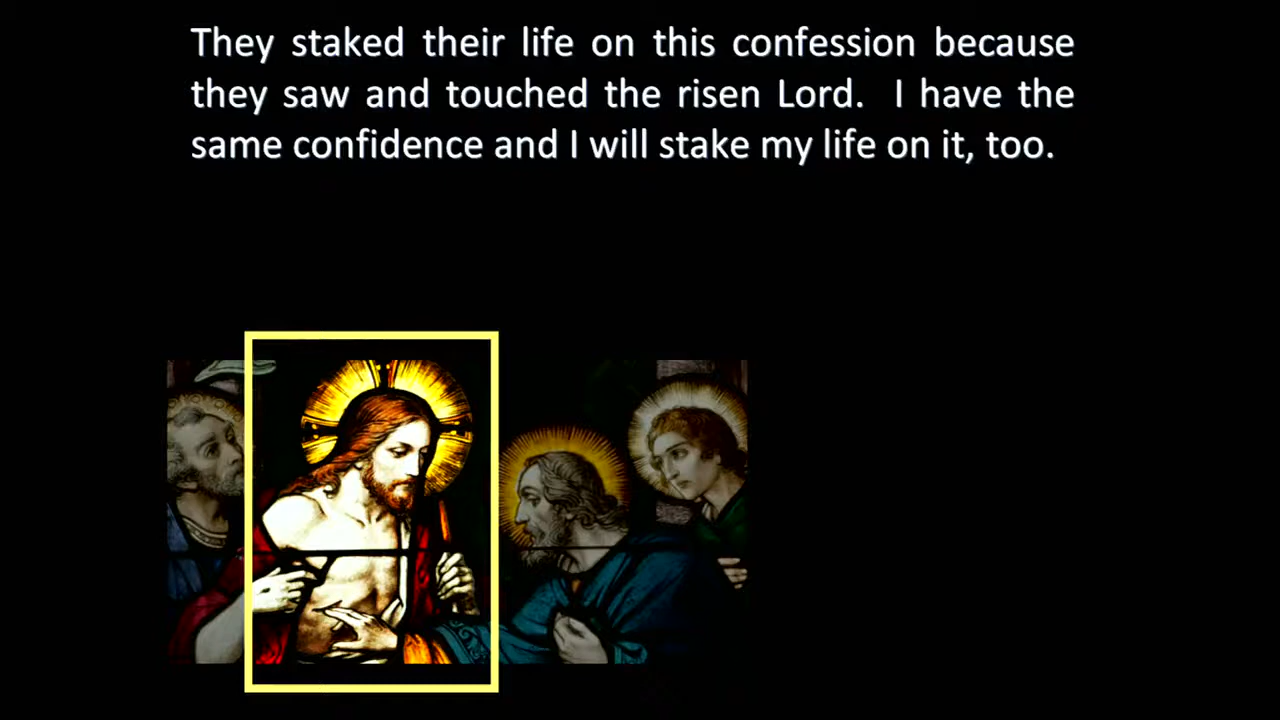 They staked their life on this confession because
they saw and touched the risen Lord.  I have the
same confidence and I will stake my life on it, too.